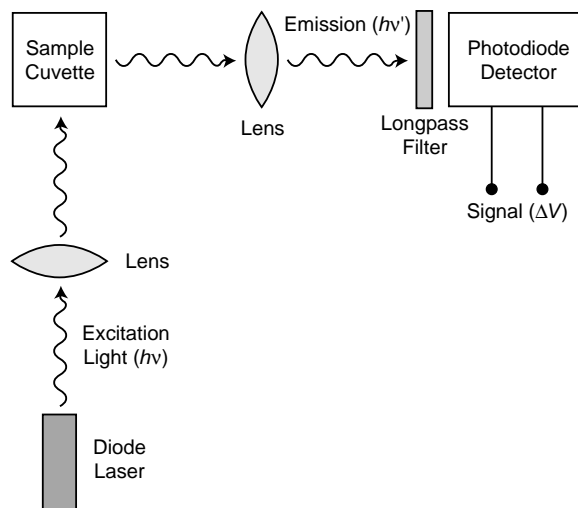 Sample
Cuvette
Emission (hν')
Lens
Longpass
Filter
Photodiode
Detector
Signal (ΔV)
Lens
Excitation
Light (hν)
Diode
Laser